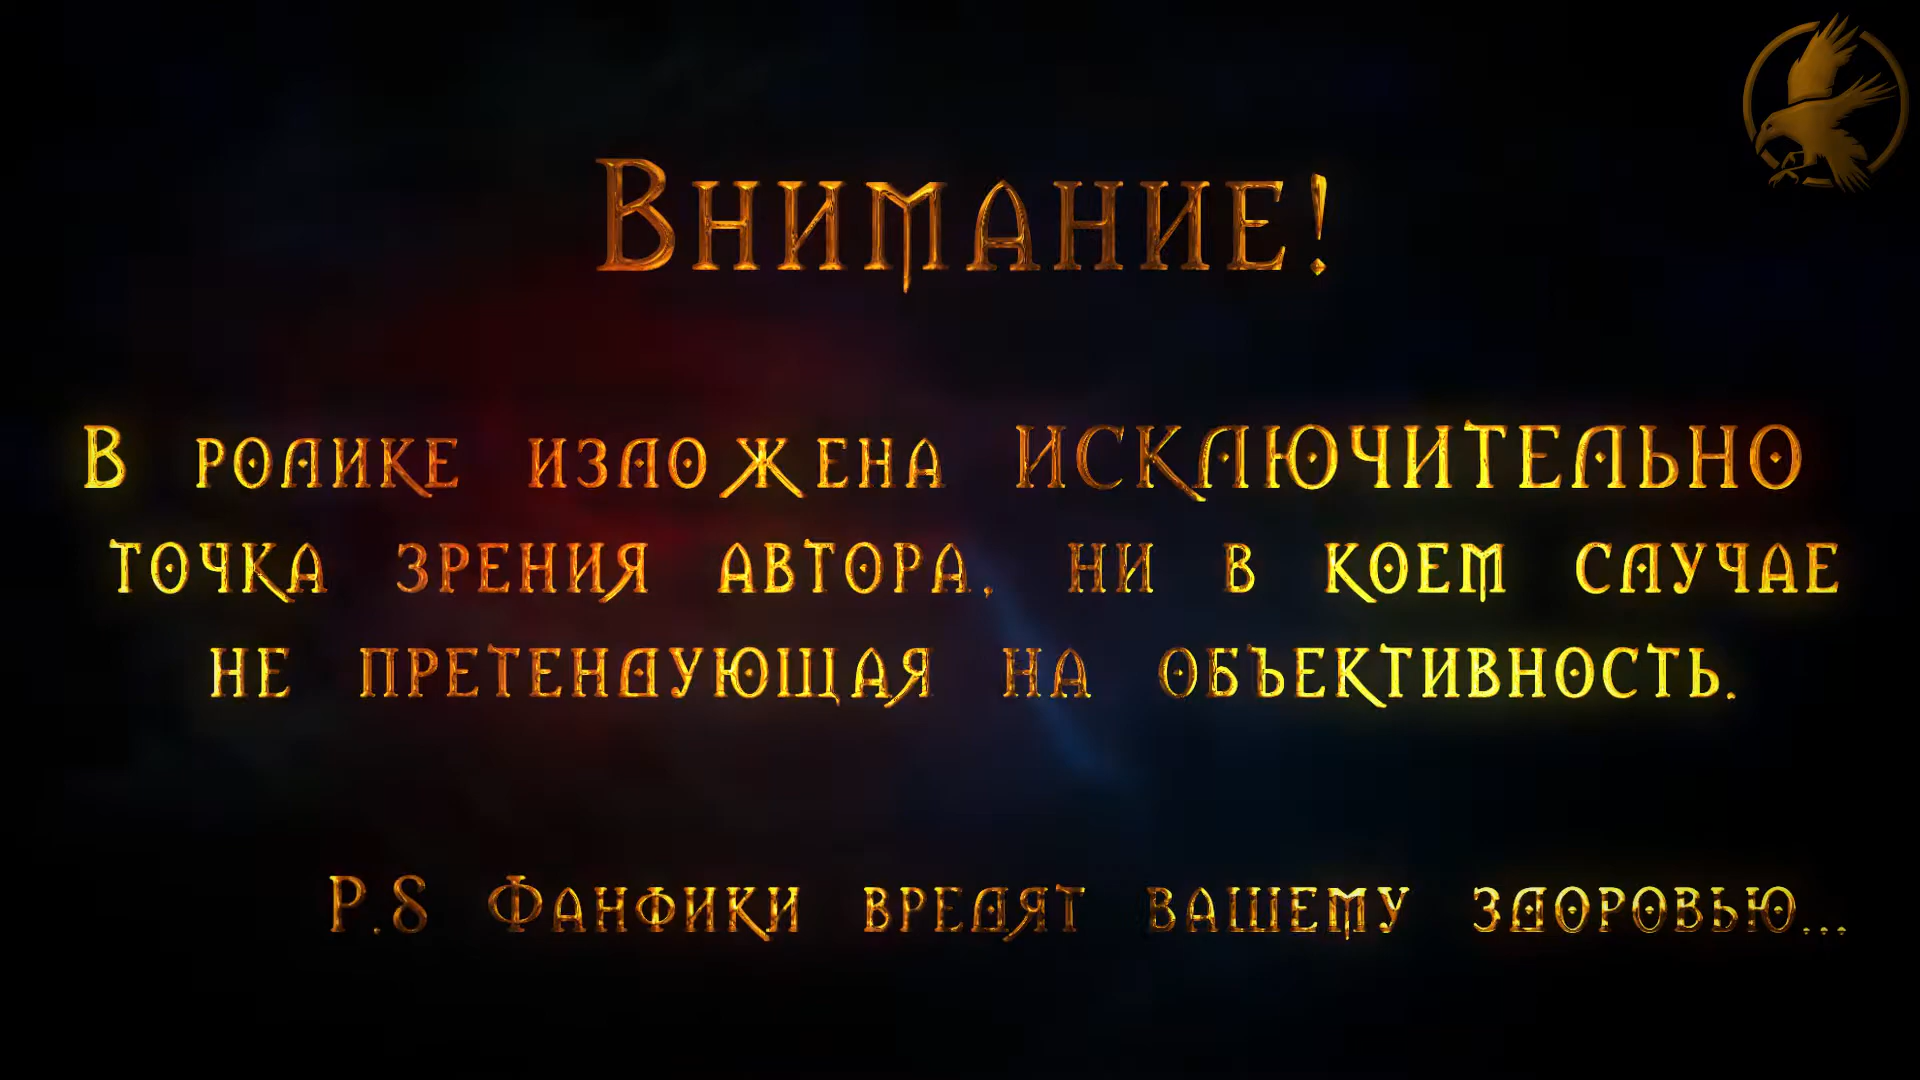 Внимание!
В ролике изложена ИСКЛЮЧИТЕЛЬНО
точка зрения автора, ни в коем случае
не претендующая на объективность.
P.S Фанфики вредят вашему здоровью...